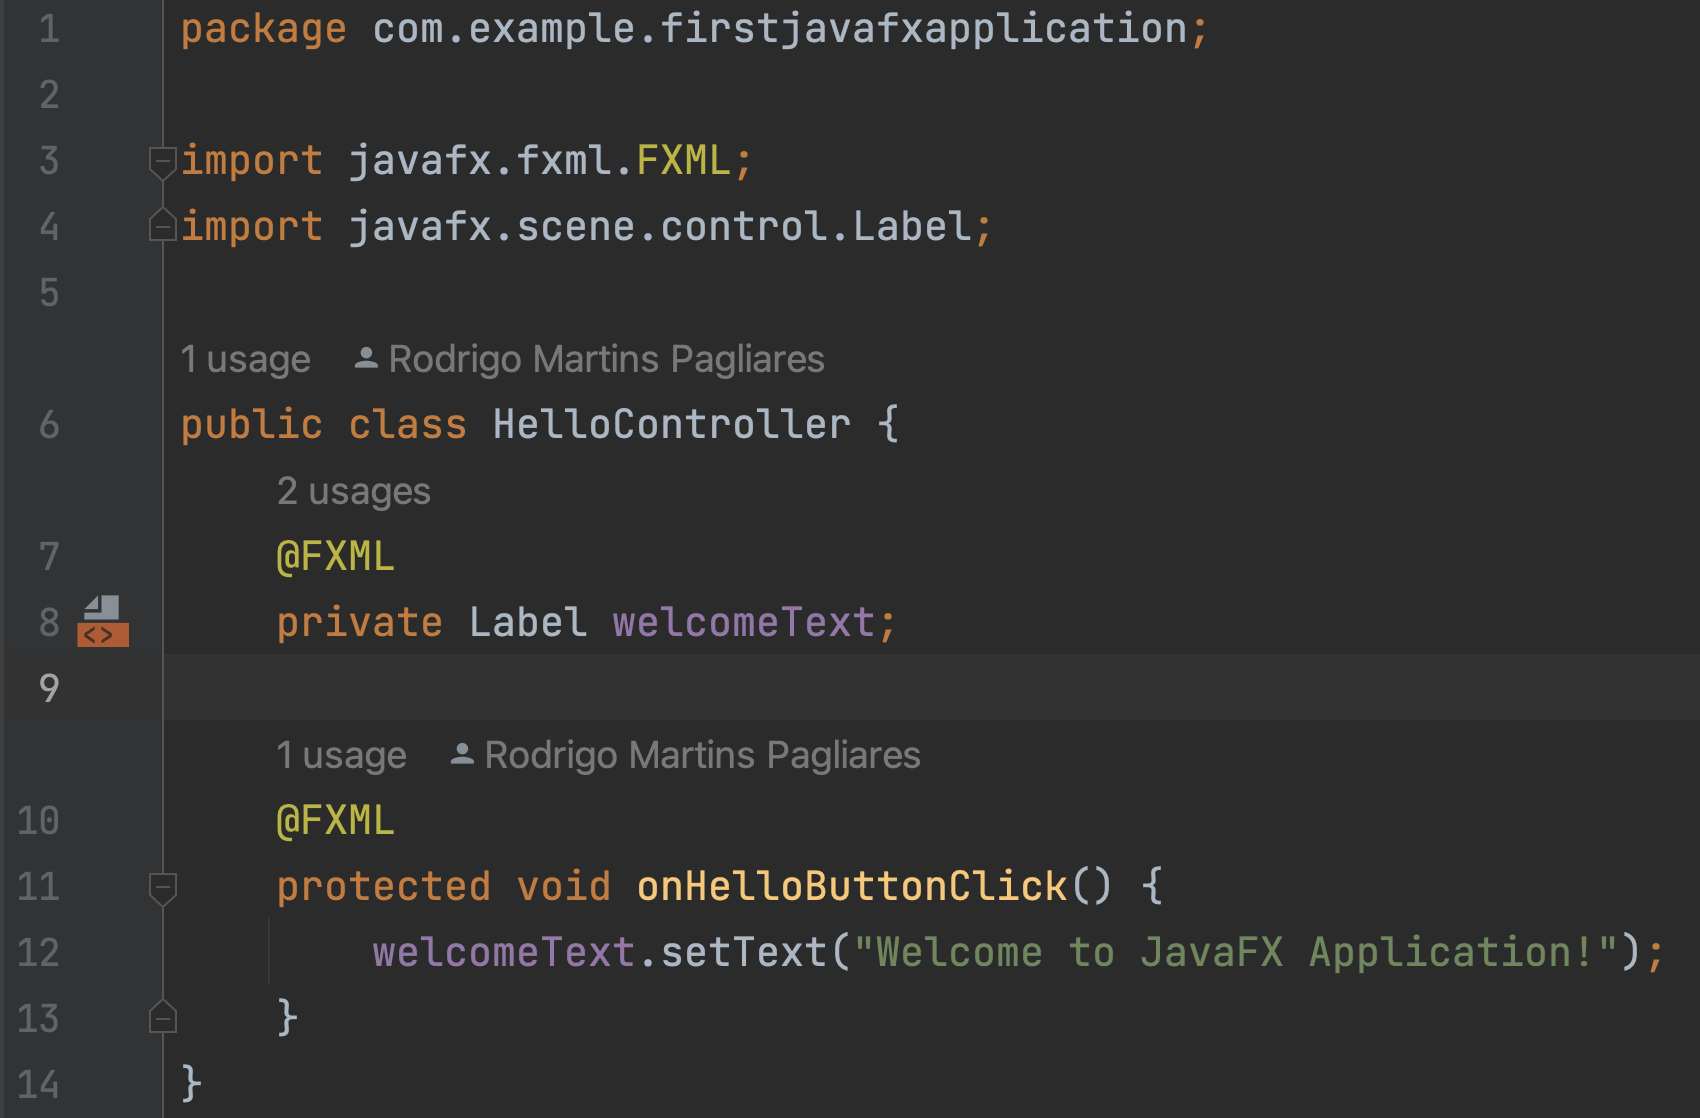 1 package com.example.firstjavafxapplication;
2
3 import javafx.fxml.FXML;
4 import javafx.scene.control.Label;
5
1 usage Rodrigo Martins Pagliares
6 public class HelloController {
2 usages
7 @FXML
8 <> private Label welcomeText;
9
1 usage Rodrigo Martins Pagliares
10 @FXML
11 protected void onHelloButtonClick() {
12 welcomeText.setText("Welcome to JavaFX Application!");
13 }
14 }